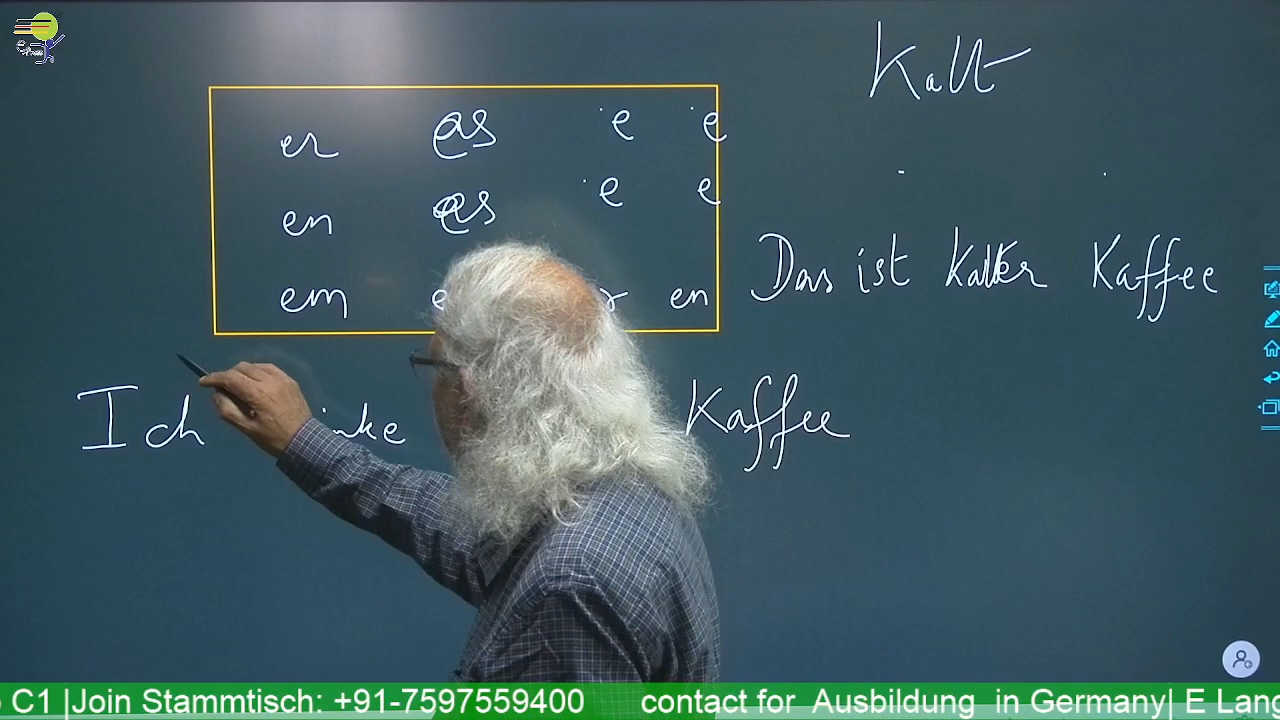 Kalt
er es e e
en es e e
em en
Das ist kalter Kaffee
Ich Kaffee
C1 |Join Stammtisch: +91-7597559400 contact for Ausbildung in Germany| E Lang